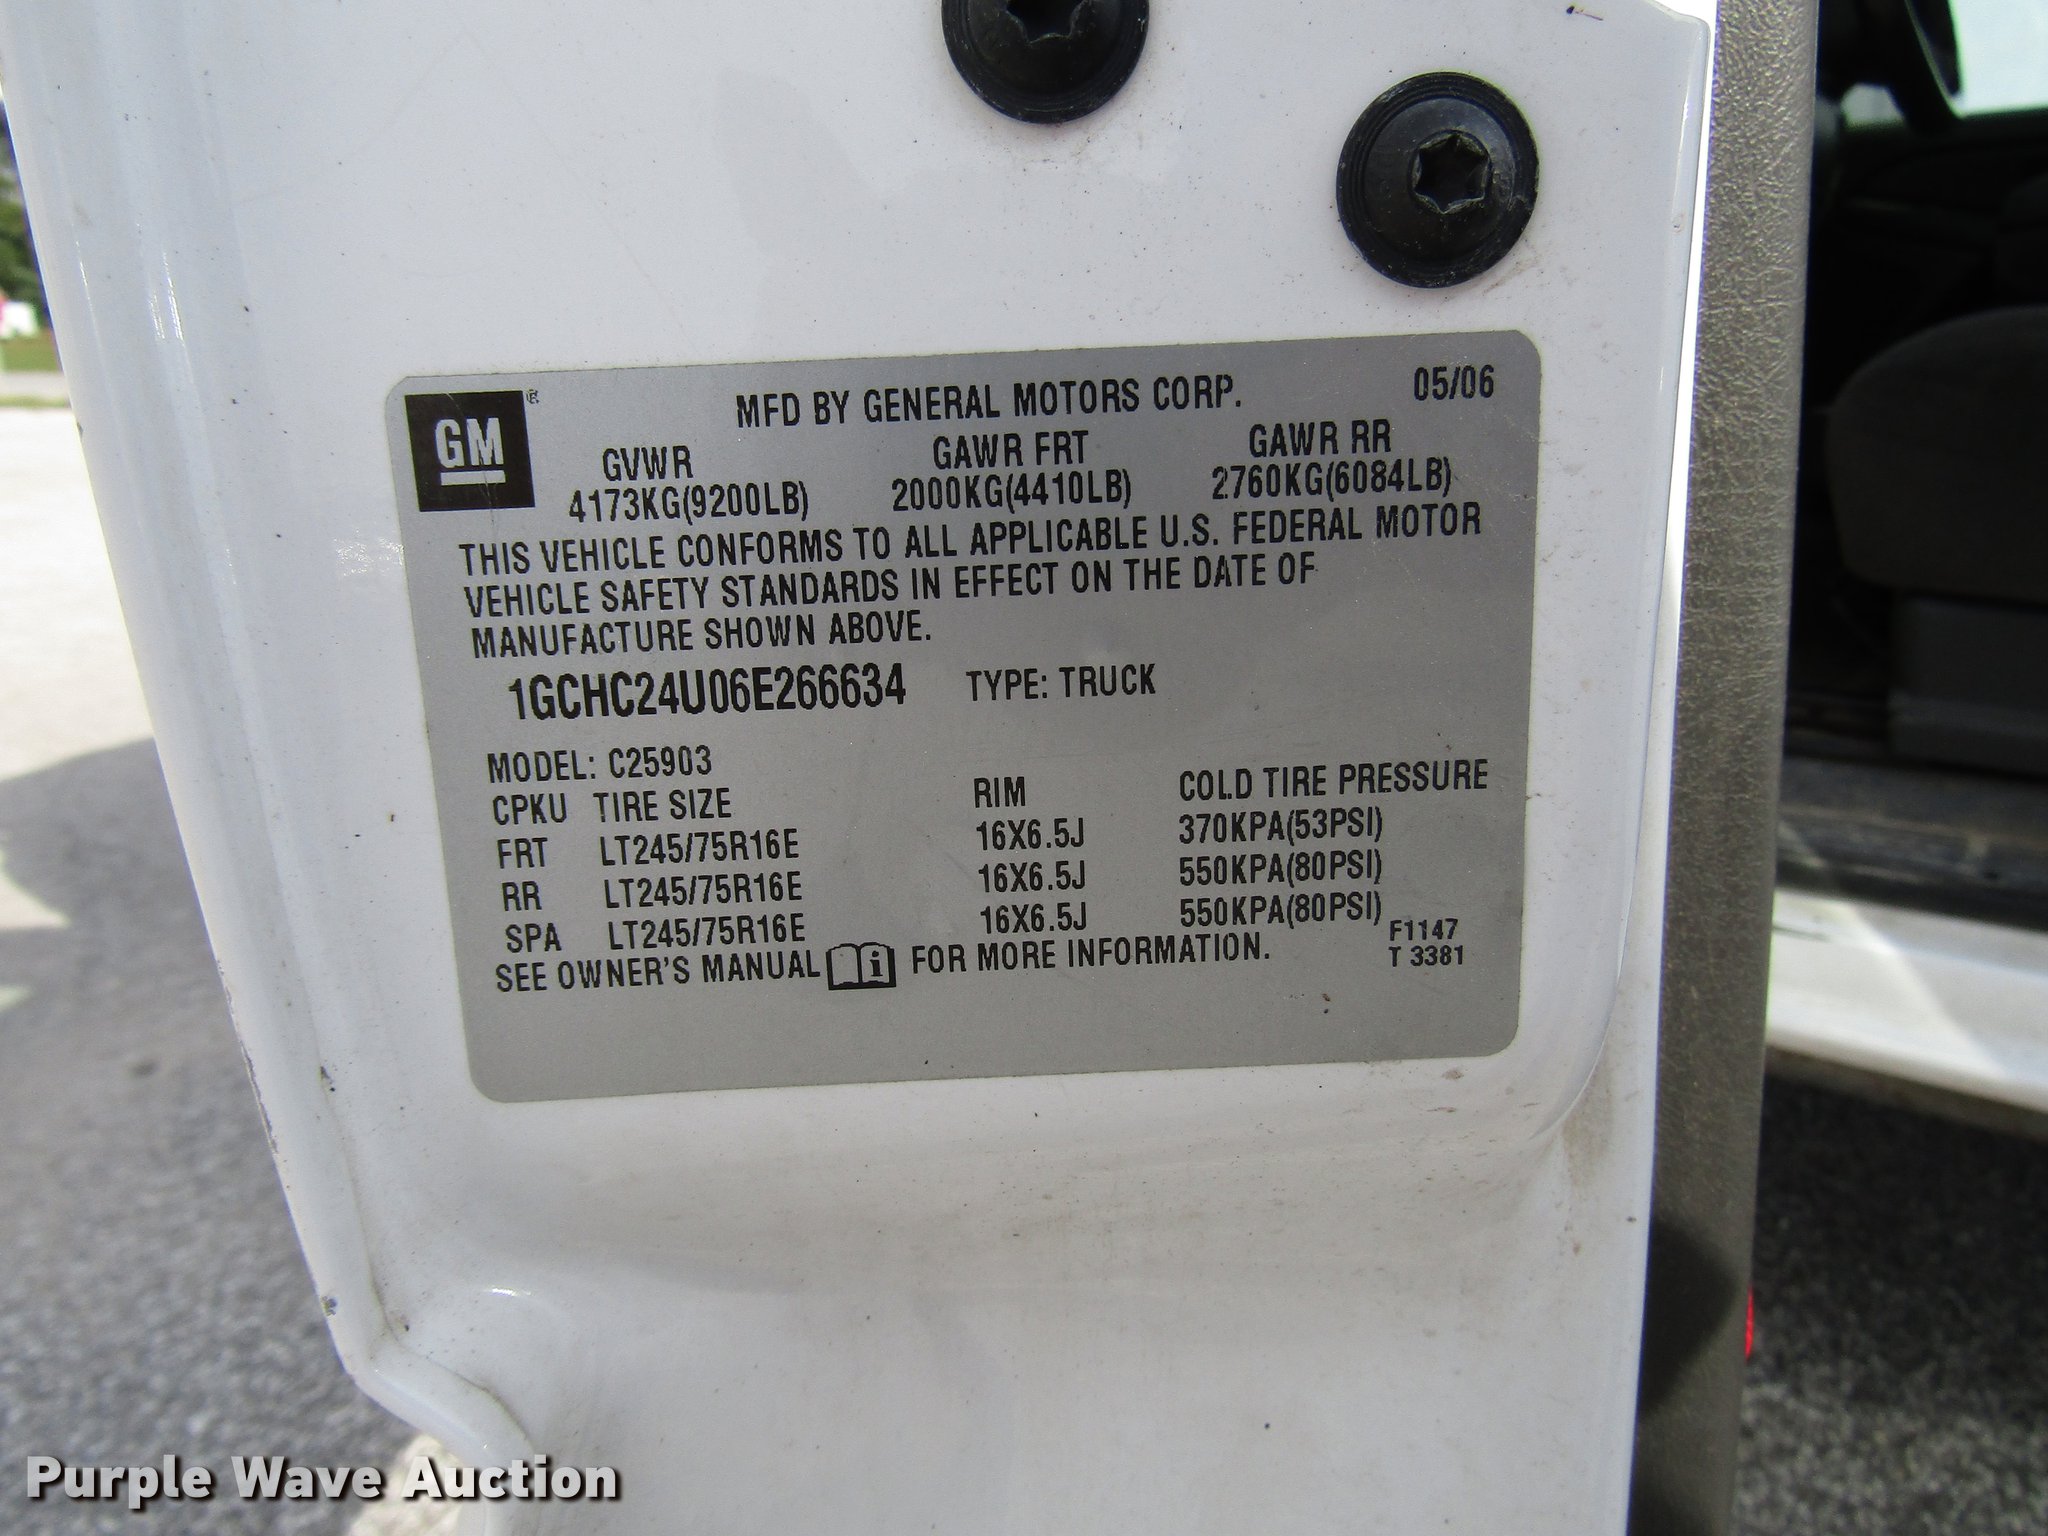 GM®
MFD BY GENERAL MOTORS CORP. 05/06
GVWR GAWR FRT GAWR RR
4173KG(9200LB) 2000KG(4410LB) 2760KG(6084LB)
THIS VEHICLE CONFORMS TO ALL APPLICABLE U.S. FEDERAL MOTOR
VEHICLE SAFETY STANDARDS IN EFFECT ON THE DATE OF
MANUFACTURE SHOWN ABOVE.
1GCHC24U06E266634 TYPE: TRUCK
MODEL: C25903
CPKU TIRE SIZE RIM COLD TIRE PRESSURE
FRT LT245/75R16E 16X6.5J 370KPA(53PSI)
RR LT245/75R16E 16X6.5J 550KPA(80PSI)
SPA LT245/75R16E 16X6.5J 550KPA(80PSI)
SEE OWNER'S MANUAL i FOR MORE INFORMATION.
F1147
T 3381
Purple Wave Auction